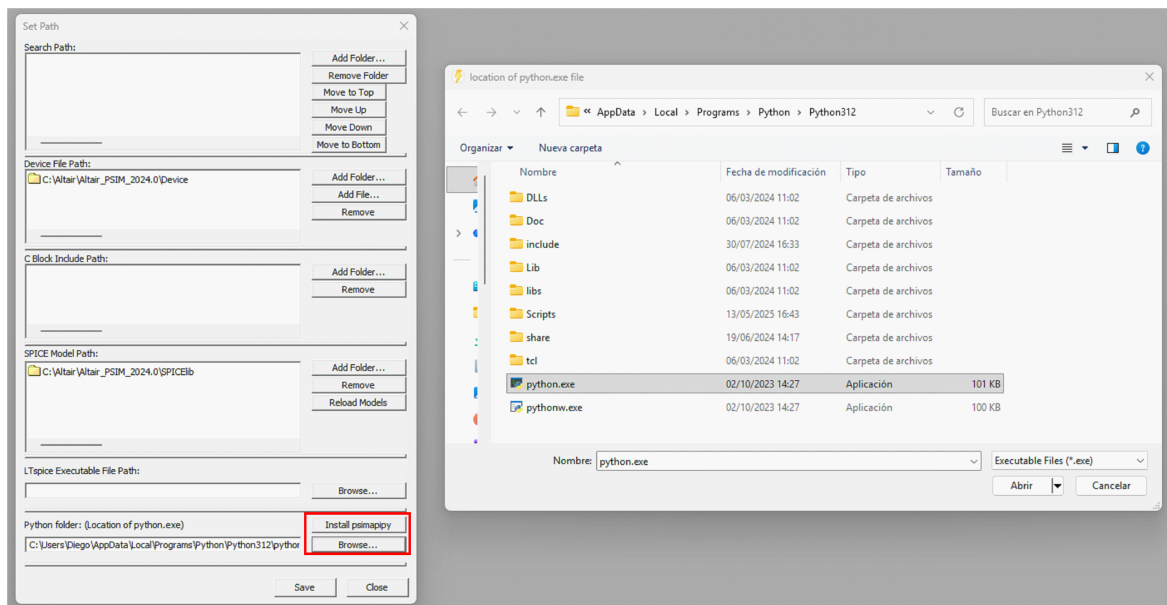 Set Path
Search Path:
Add Folder...
Remove Folder
Move to Top
Move Up
Move Down
Move to Bottom
Device File Path:
C:\Altair\Altair_PSIM_2024.0\Device
Add Folder...
Add File...
Remove
C Block Include Path:
Add Folder...
Remove
SPICE Model Path:
C:\Altair\Altair_PSIM_2024.0\SPICElib
Add Folder...
Remove
Reload Models
LTspice Executable File Path:
Browse...
Python folder: (Location of python.exe)
Install psimapipy
C:\Users\Diego\AppData\Local\Programs\Python\Python312\python
Browse...
Save Close
location of python.exe file
« AppData > Local > Programs > Python > Python312
Buscar en Python312
Organizar Nueva carpeta
Nombre Fecha de modificación Tipo Tamaño
DLLs 06/03/2024 11:02 Carpeta de archivos
Doc 06/03/2024 11:02 Carpeta de archivos
include 30/07/2024 16:33 Carpeta de archivos
Lib 06/03/2024 11:02 Carpeta de archivos
libs 06/03/2024 11:02 Carpeta de archivos
Scripts 13/05/2025 16:43 Carpeta de archivos
share 19/06/2024 14:17 Carpeta de archivos
tcl 06/03/2024 11:02 Carpeta de archivos
python.exe 02/10/2023 14:27 Aplicación 101 KB
pythonw.exe 02/10/2023 14:27 Aplicación 100 KB
Nombre: python.exe
Executable Files (*.exe)
Abrir Cancelar